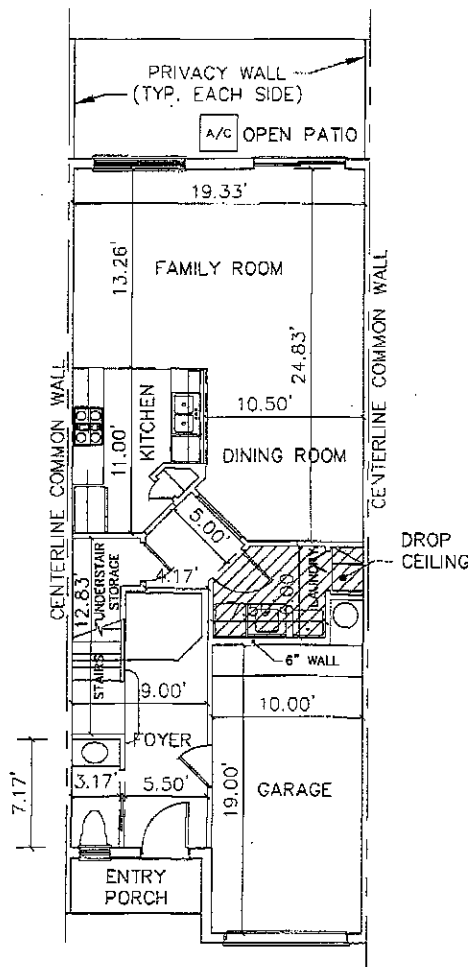 PRIVACY WALL
(TYP. EACH SIDE)
A/C OPEN PATIO
19.33'
FAMILY ROOM
13.26'
24.83'
CENTERLINE COMMON WALL
CENTERLINE COMMON WALL
KITCHEN
11.00'
10.50'
DINING ROOM
5.00'
DROP
CEILING
LAUNDRY
4.17'
UNDERSTAIR
STORAGE
12.83
STAIRS
6" WALL
9.00'
10.00'
FOYER
7.17'
3.17'
5.50'
19.00'
GARAGE
ENTRY
PORCH